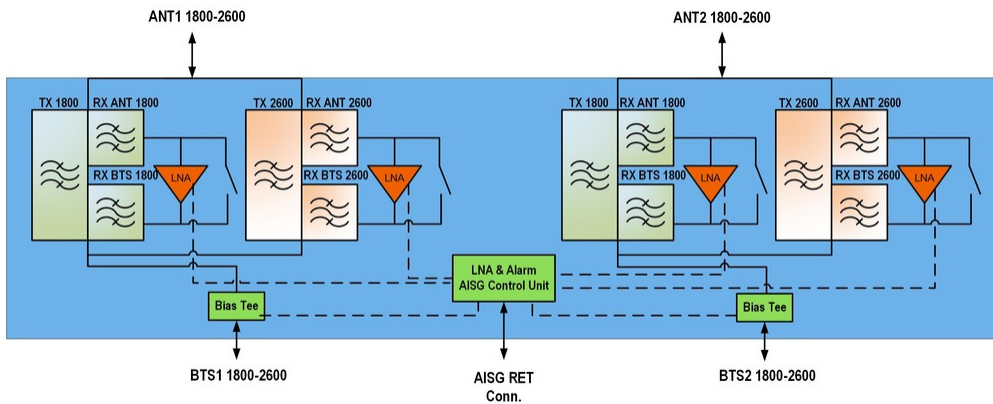 ANT1 1800-2600
ANT2 1800-2600
TX 1800
RX ANT 1800
TX 2600
RX ANT 2600
TX 1800
RX ANT 1800
TX 2600
RX ANT 2600
RX BTS 1800
LNA
RX BTS 2600
LNA
RX BTS 1800
LNA
RX BTS 2600
LNA
LNA & Alarm
AISG Control Unit
Bias Tee
Bias Tee
BTS1 1800-2600
AISG RET
Conn.
BTS2 1800-2600